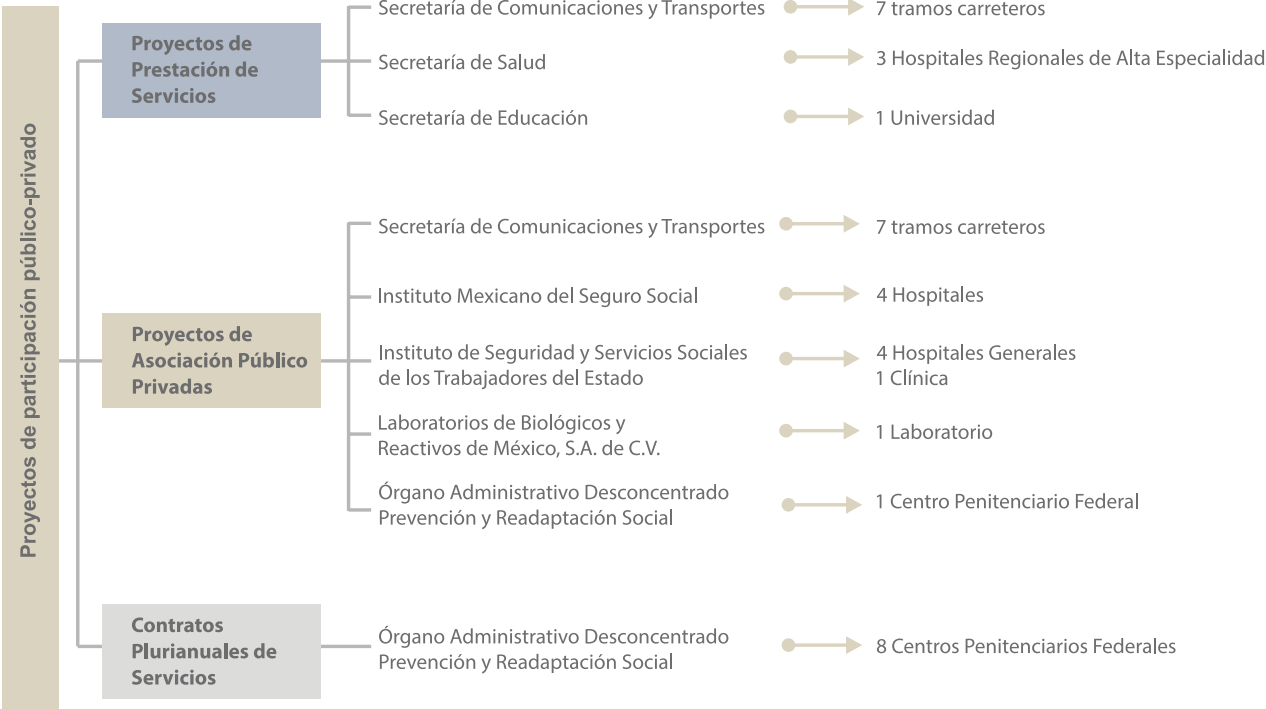 Proyectos de participación público-privado
Proyectos de
Prestación de
Servicios
Secretaría de Comunicaciones y Transportes
7 tramos carreteros
Secretaría de Salud
3 Hospitales Regionales de Alta Especialidad
Secretaría de Educación
1 Universidad
Proyectos de
Asociación Público
Privadas
Secretaría de Comunicaciones y Transportes
7 tramos carreteros
Instituto Mexicano del Seguro Social
4 Hospitales
Instituto de Seguridad y Servicios Sociales
de los Trabajadores del Estado
4 Hospitales Generales
1 Clínica
Laboratorios de Biológicos y
Reactivos de México, S.A. de C.V.
1 Laboratorio
Órgano Administrativo Desconcentrado
Prevención y Readaptación Social
1 Centro Penitenciario Federal
Contratos
Plurianuales de
Servicios
Órgano Administrativo Desconcentrado
Prevención y Readaptación Social
8 Centros Penitenciarios Federales